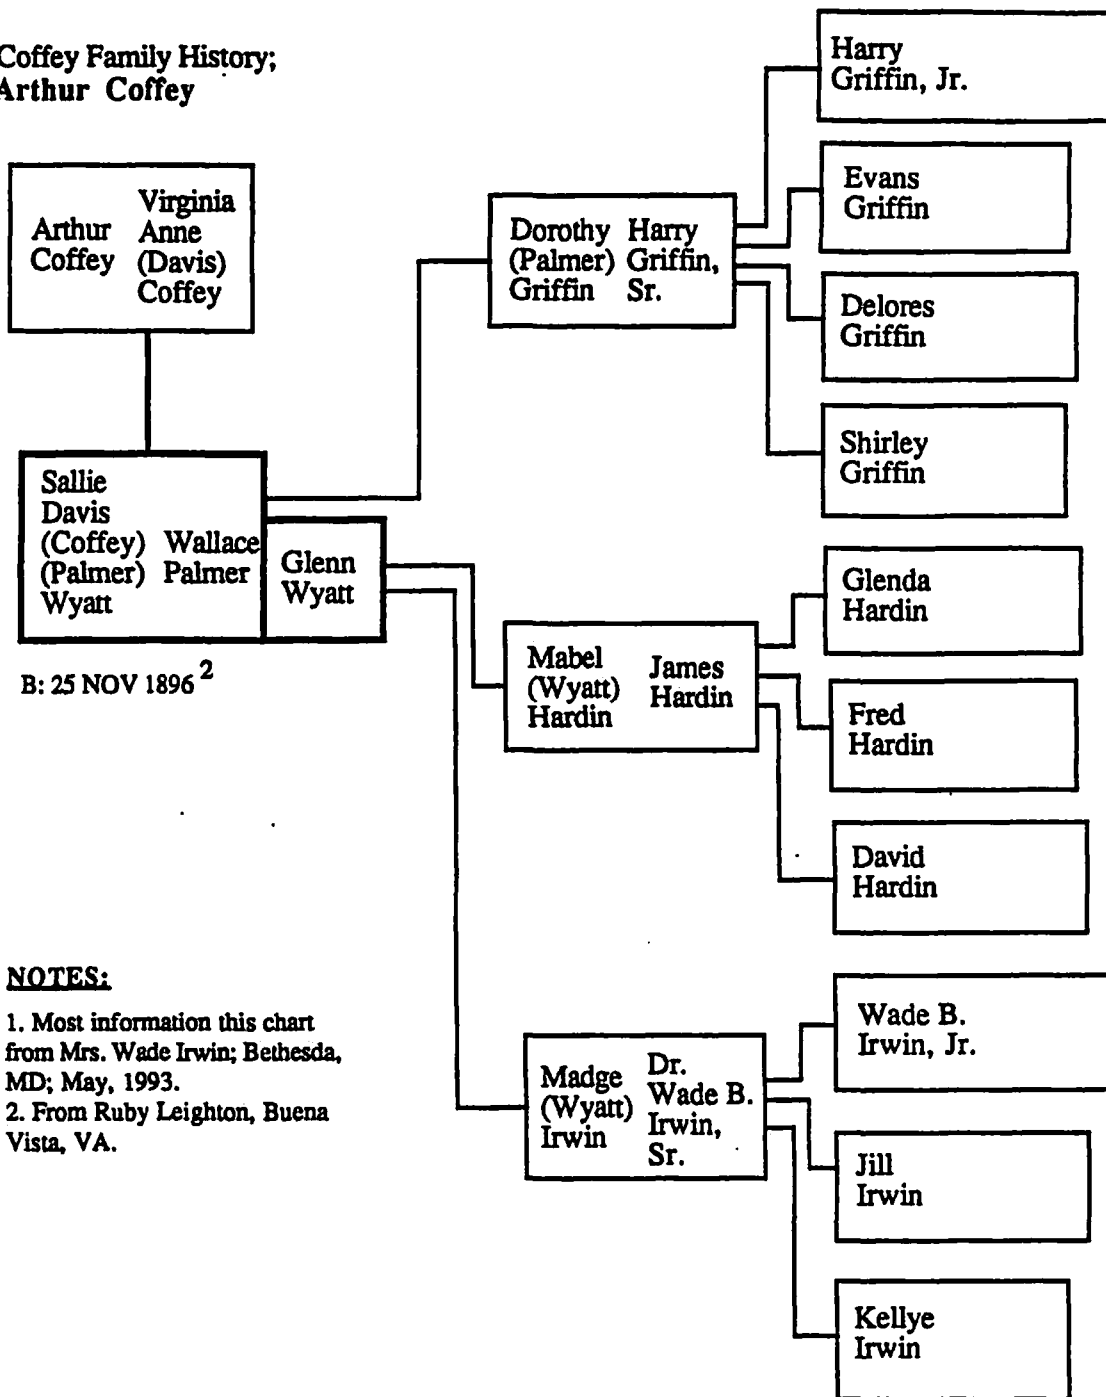 Coffey Family History;
Arthur Coffey
Arthur
Coffey
Virginia
Anne
(Davis)
Coffey
Sallie
Davis
(Coffey)
(Palmer)
Wyatt
Wallace
Palmer
Glenn
Wyatt
B: 25 NOV 1896 2
Dorothy
(Palmer)
Griffin
Harry
Griffin,
Sr.
Harry
Griffin, Jr.
Evans
Griffin
Delores
Griffin
Shirley
Griffin
Mabel
(Wyatt)
Hardin
James
Hardin
Glenda
Hardin
Fred
Hardin
David
Hardin
Madge
(Wyatt)
Irwin
Dr.
Wade B.
Irwin,
Sr.
Wade B.
Irwin, Jr.
Jill
Irwin
Kellye
Irwin
NOTES:
1. Most information this chart
from Mrs. Wade Irwin; Bethesda,
MD; May, 1993.
2. From Ruby Leighton, Buena
Vista, VA.